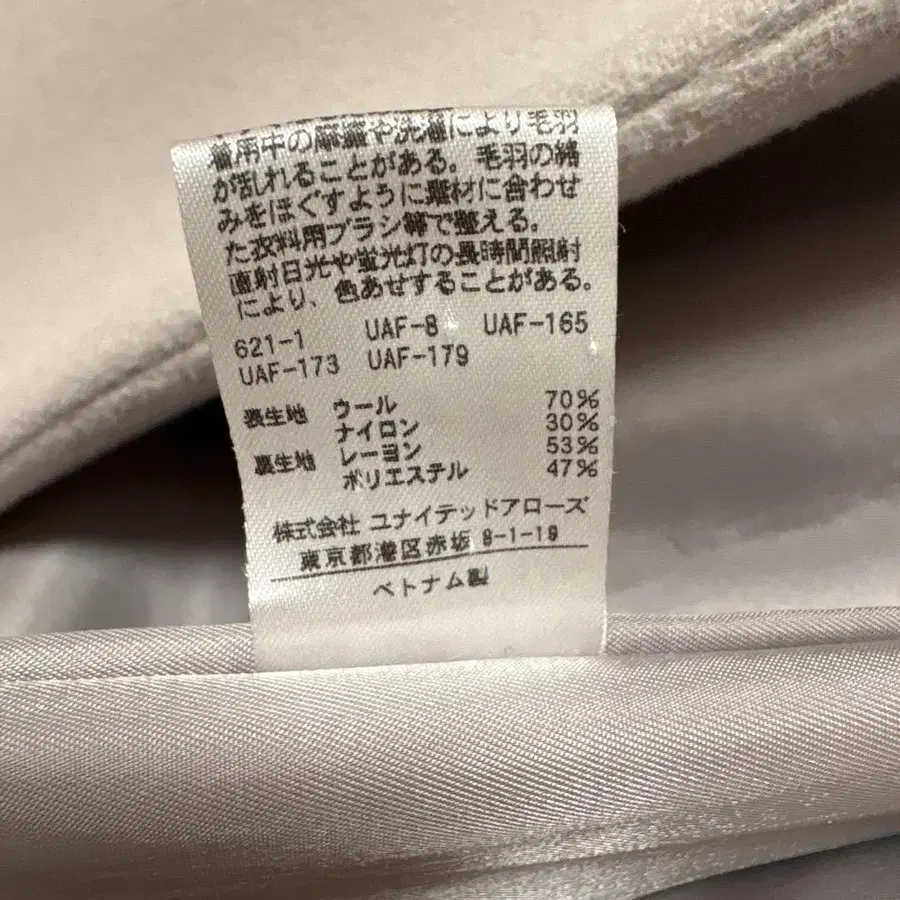 着用中の摩擦や洗濯により毛羽
が乱れることがある。毛羽の絡
みをほぐすように素材に合わせ
た衣料用ブラシ等で整える。
直射日光や蛍光灯の長時間照射
により、色あせすることがある。
621-1 UAF-8 UAF-165
UAF-173 UAF-179
表生地 ウール 70%
ナイロン 30%
裏生地 レーヨン 53%
ポリエステル 47%
株式会社 ユナイテッドアローズ
東京都港区赤坂 8-1-19
ベトナム製